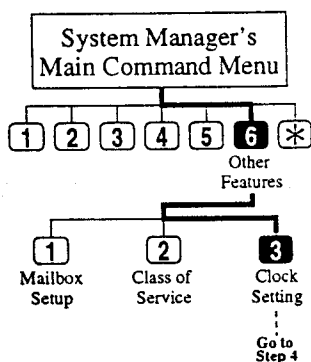 System Manager's
Main Command Menu
1 2 3 4 5 6 *
Other
Features
1 2 3
Mailbox Setup
Class of Service
Clock Setting
Go to
Step 4